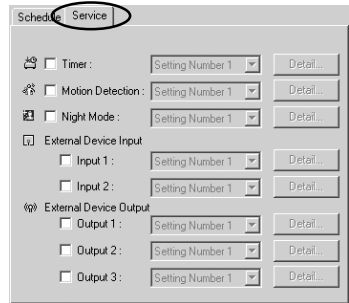 Schedule Service
Timer : Setting Number 1 Detail...
Motion Detection : Setting Number 1 Detail...
Night Mode : Setting Number 1 Detail...
External Device Input
Input 1 : Setting Number 1 Detail...
Input 2 : Setting Number 1 Detail...
External Device Output
Output 1 : Setting Number 1 Detail...
Output 2 : Setting Number 1 Detail...
Output 3 : Setting Number 1 Detail...